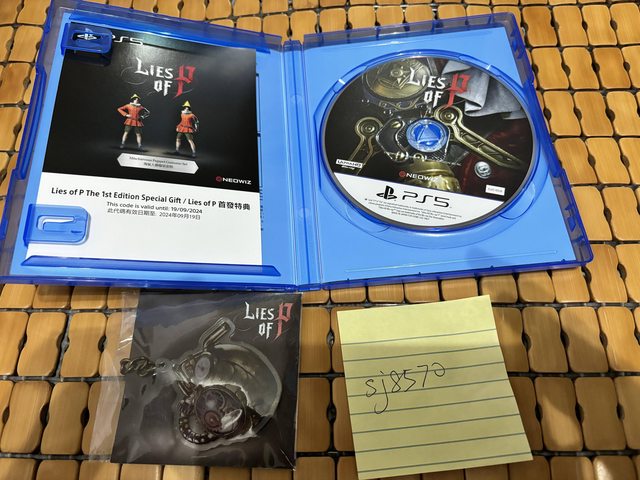 PS5
LIES
OF P
Mischievous Puppet Costume Set
NEOWIZ
Lies of P The 1st Edition Special Gift / Lies of P 首發特典
This code is valid until: 19/09/2024
此代碼有效日期至: 2024年09月19日
LIES
OF P
NEOWIZ
PS5
LIES
OF P
sj8570